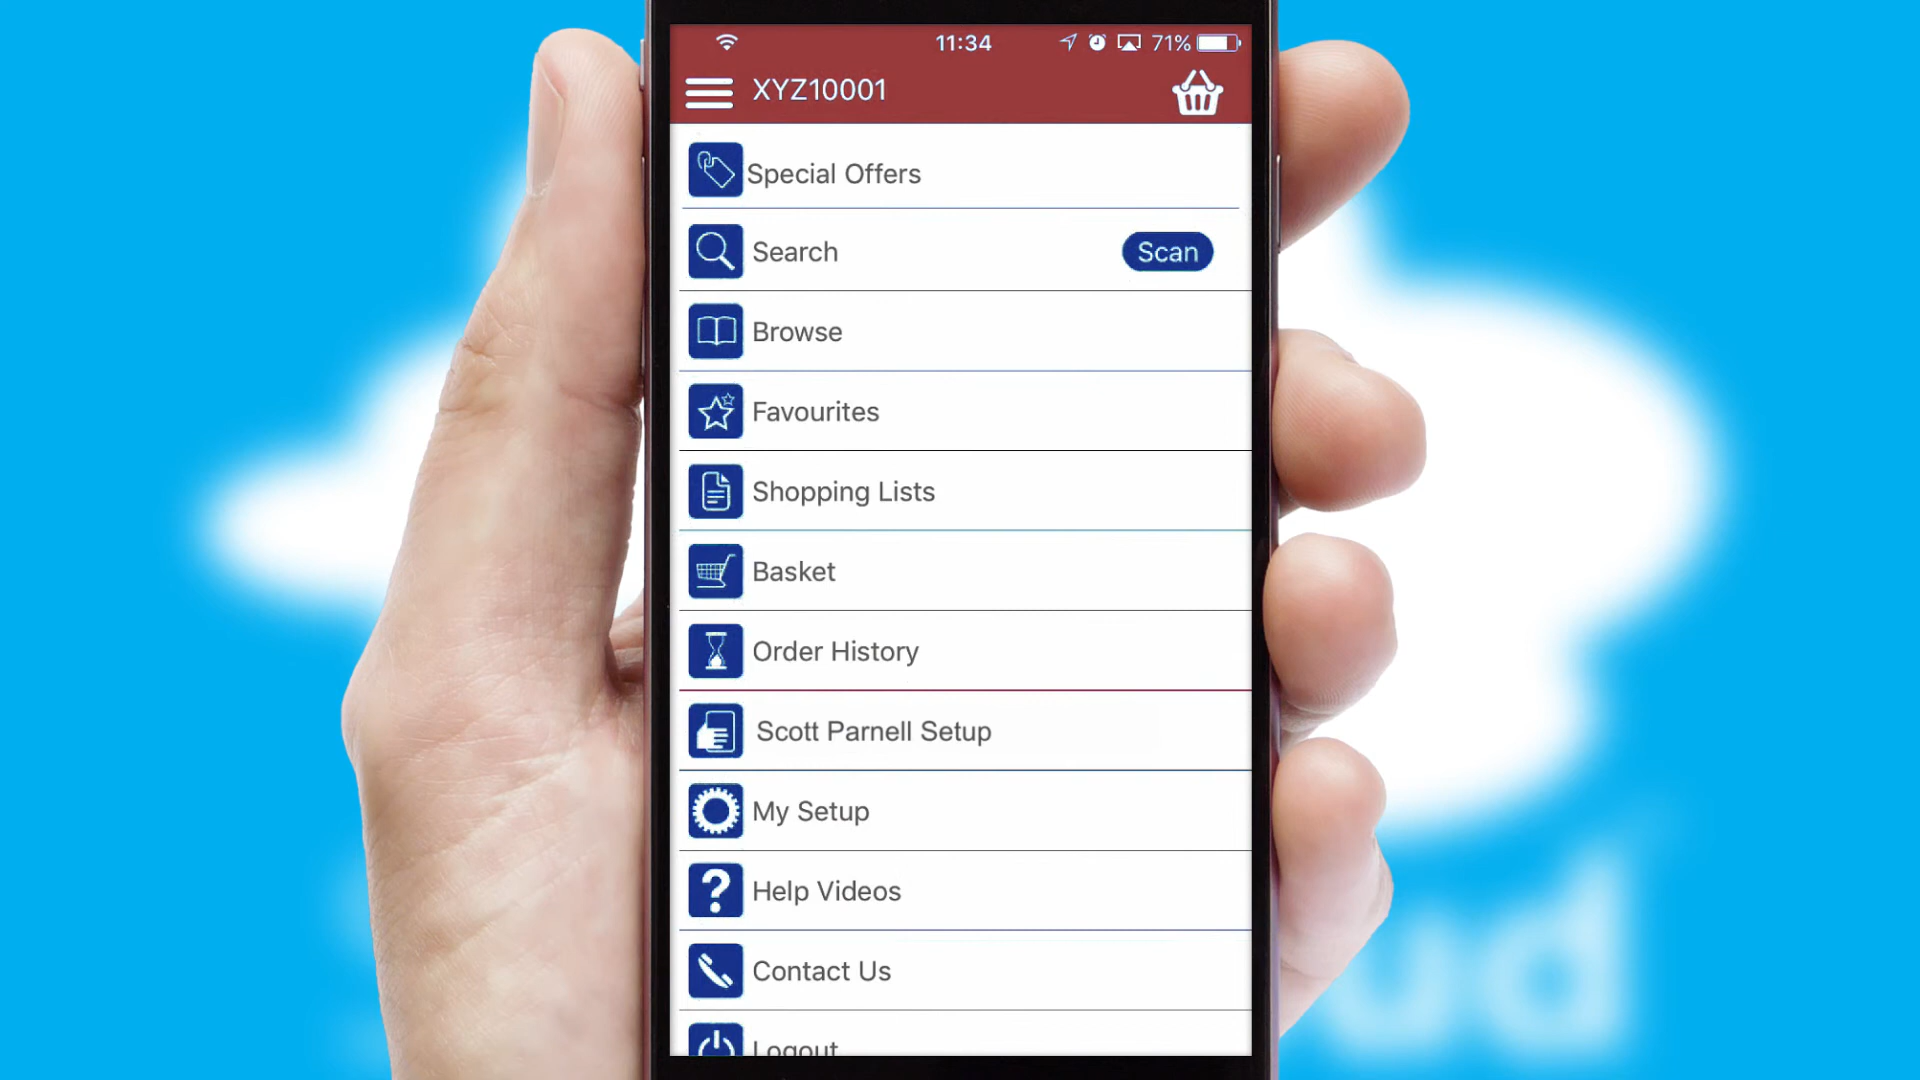 11:34 71%
XYZ10001
Special Offers
Search Scan
Browse
Favourites
Shopping Lists
Basket
Order History
Scott Parnell Setup
My Setup
Help Videos
Contact Us
Logout